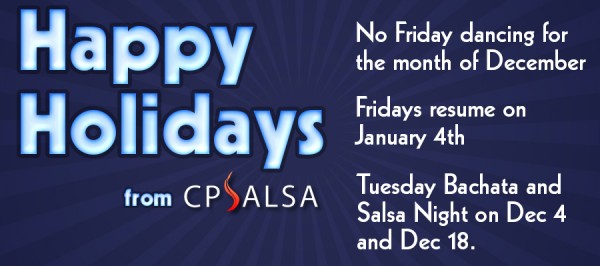 Happy
Holidays
from CPSALSA
No Friday dancing for
the month of December
Fridays resume on
January 4th
Tuesday Bachata and
Salsa Night on Dec 4
and Dec 18.